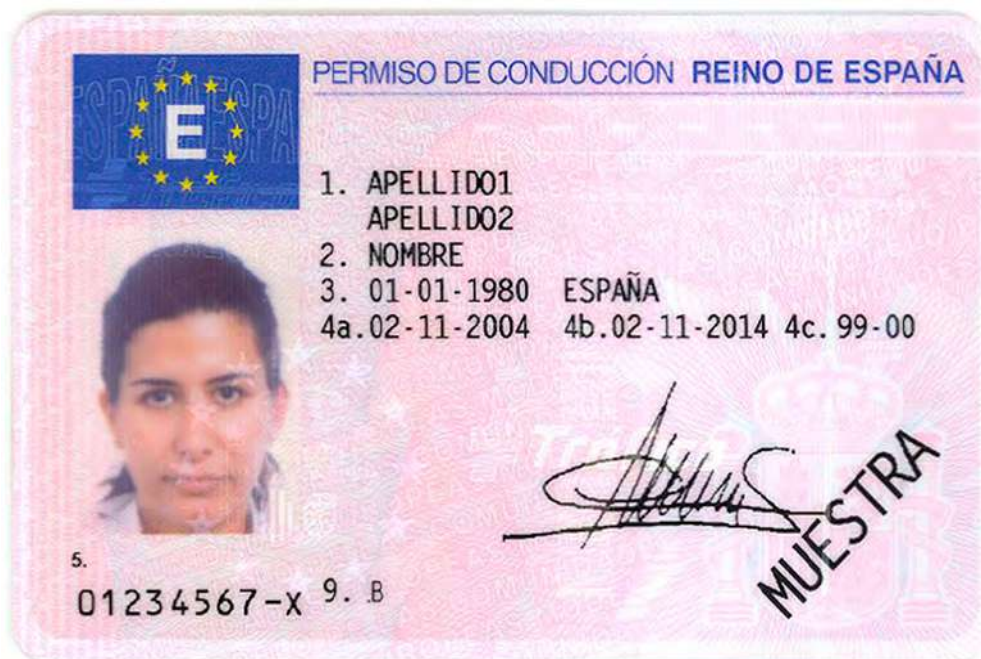 PERMISO DE CONDUCCIÓN REINO DE ESPAÑA
E
1. APELLIDO1
APELLIDO2
2. NOMBRE
3. 01-01-1980 ESPAÑA
4a.02-11-2004 4b.02-11-2014 4c.99-00
Tráfico
MUESTRA
5.
01234567-X 9. B